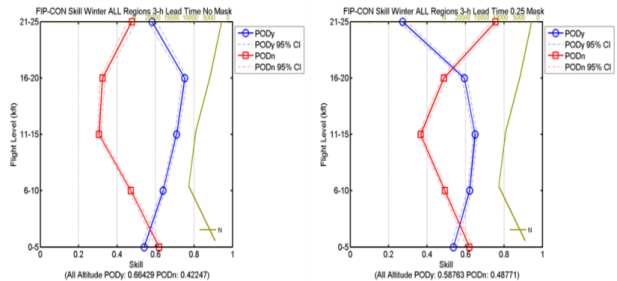 FIP-CON Skill Winter ALL Regions 3-h Lead Time No Mask
21-25
16-20
11-15
6-10
0-5
Flight Level (kft)
0 0.2 0.4 0.6 0.8 1
Skill
(All Altitude PODy: 0.66429 PODn: 0.42247)
15000 10000 5000 0
N
PODy
PODy 95% CI
PODn
PODn 95% CI
FIP-CON Skill Winter ALL Regions 3-h Lead Time 0.25 Mask
21-25
16-20
11-15
6-10
0-5
Flight Level (kft)
0 0.2 0.4 0.6 0.8 1
Skill
(All Altitude PODy: 0.58763 PODn: 0.48771)
N
PODy
PODy 95% CI
PODn
PODn 95% CI